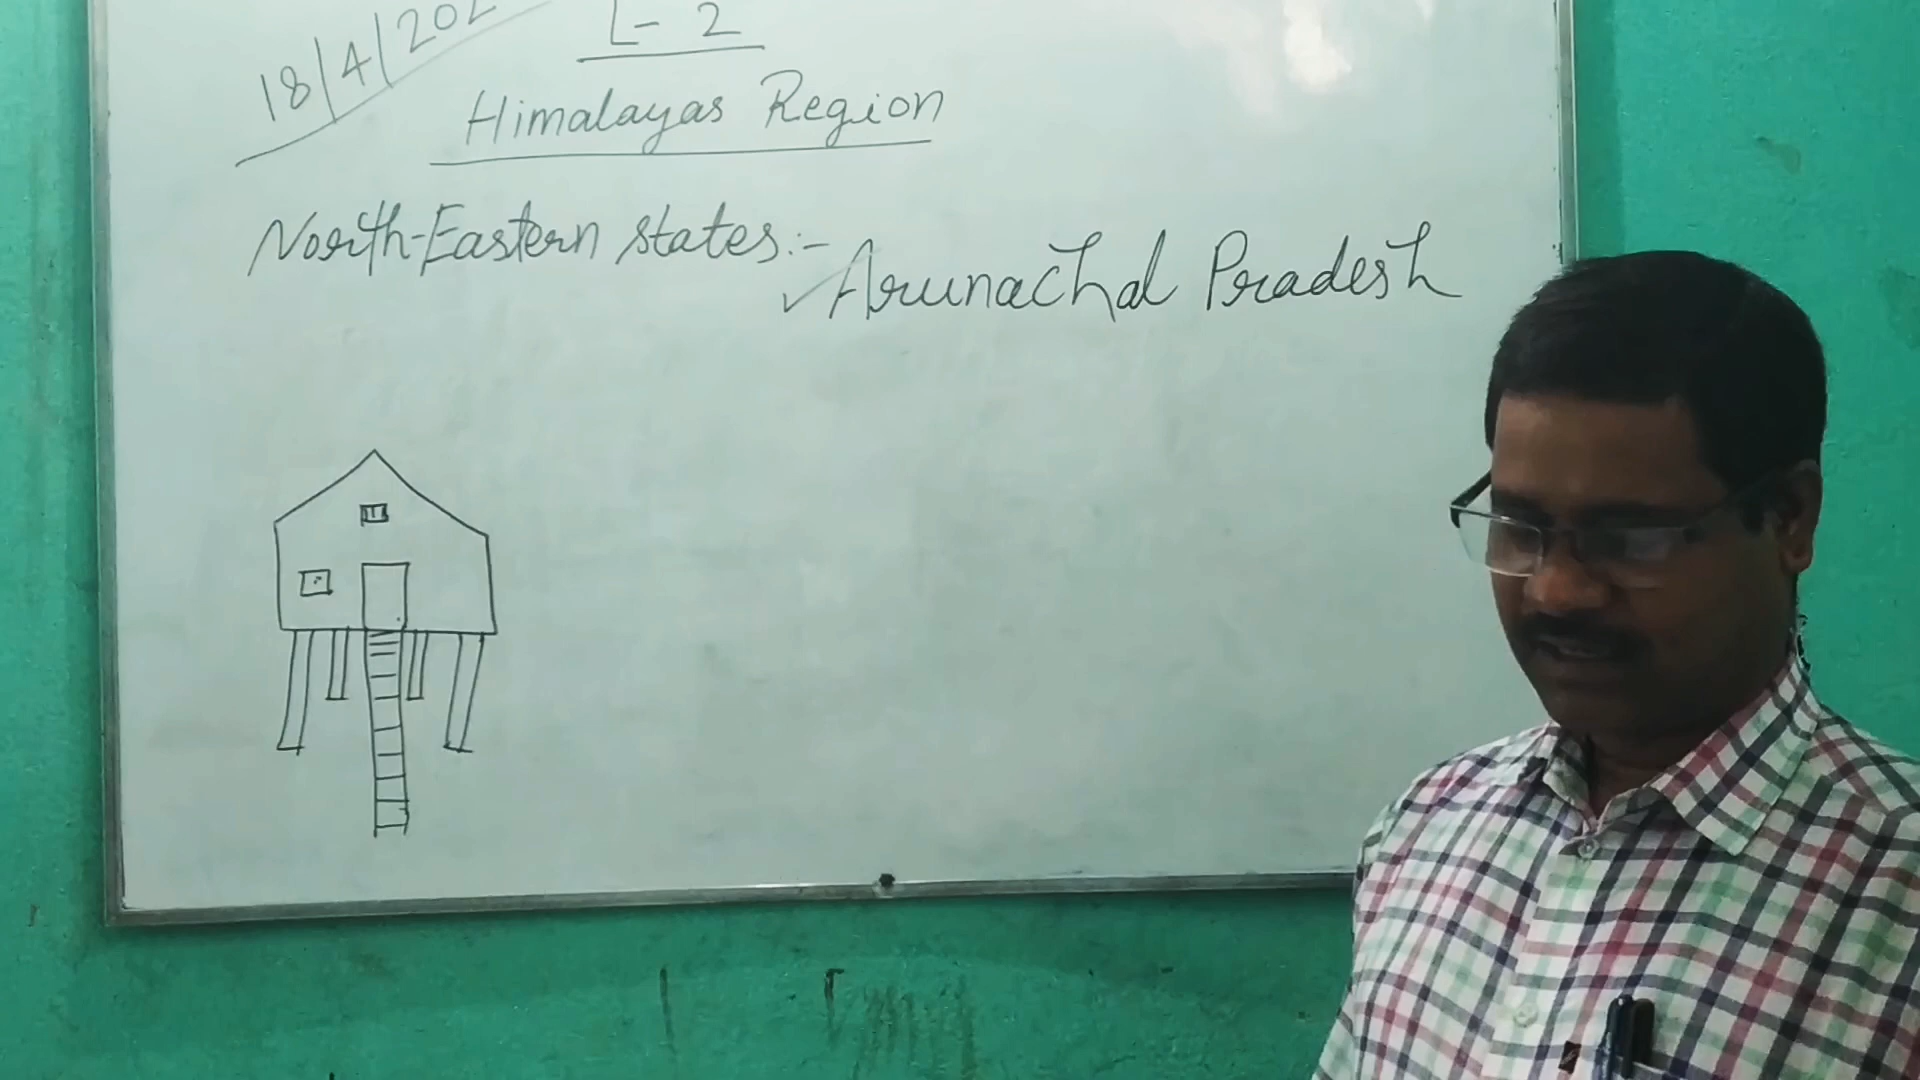 18/4/202
L- 2
Himalayas Region
North-Eastern states:-
✓Arunachal Pradesh